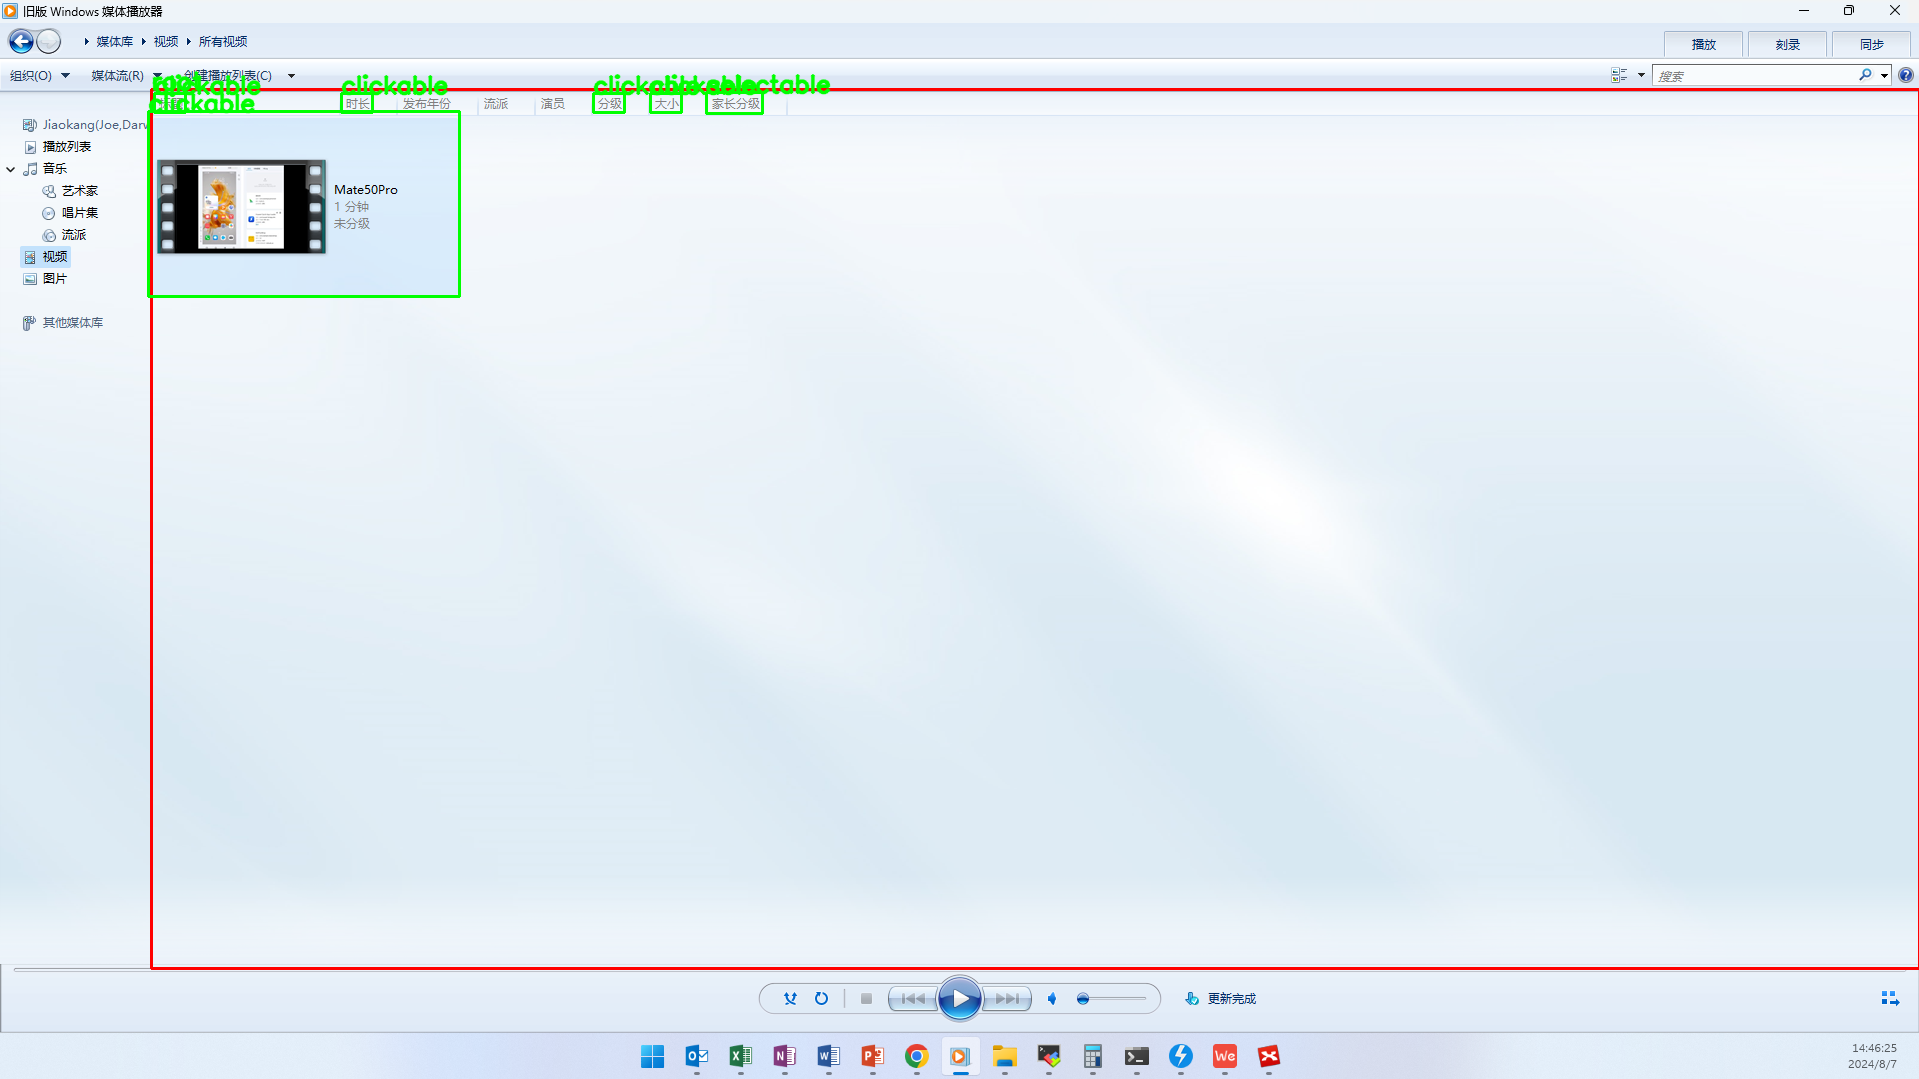 旧版 Windows 媒体播放器
媒体库 视频 所有视频
播放 刻录 同步
组织(O) 媒体流(R) 创建播放列表(C)
搜索
clickable clickable clickable selectable
时长 发布年份 流派 演员 分级 大小 家长分级
clickable
Jiaokang(Joe,Darv
播放列表
音乐
艺术家
唱片集
流派
视频
图片
其他媒体库
Mate50Pro
1 分钟
未分级
更新完成
We
14:46:25
2024/8/7